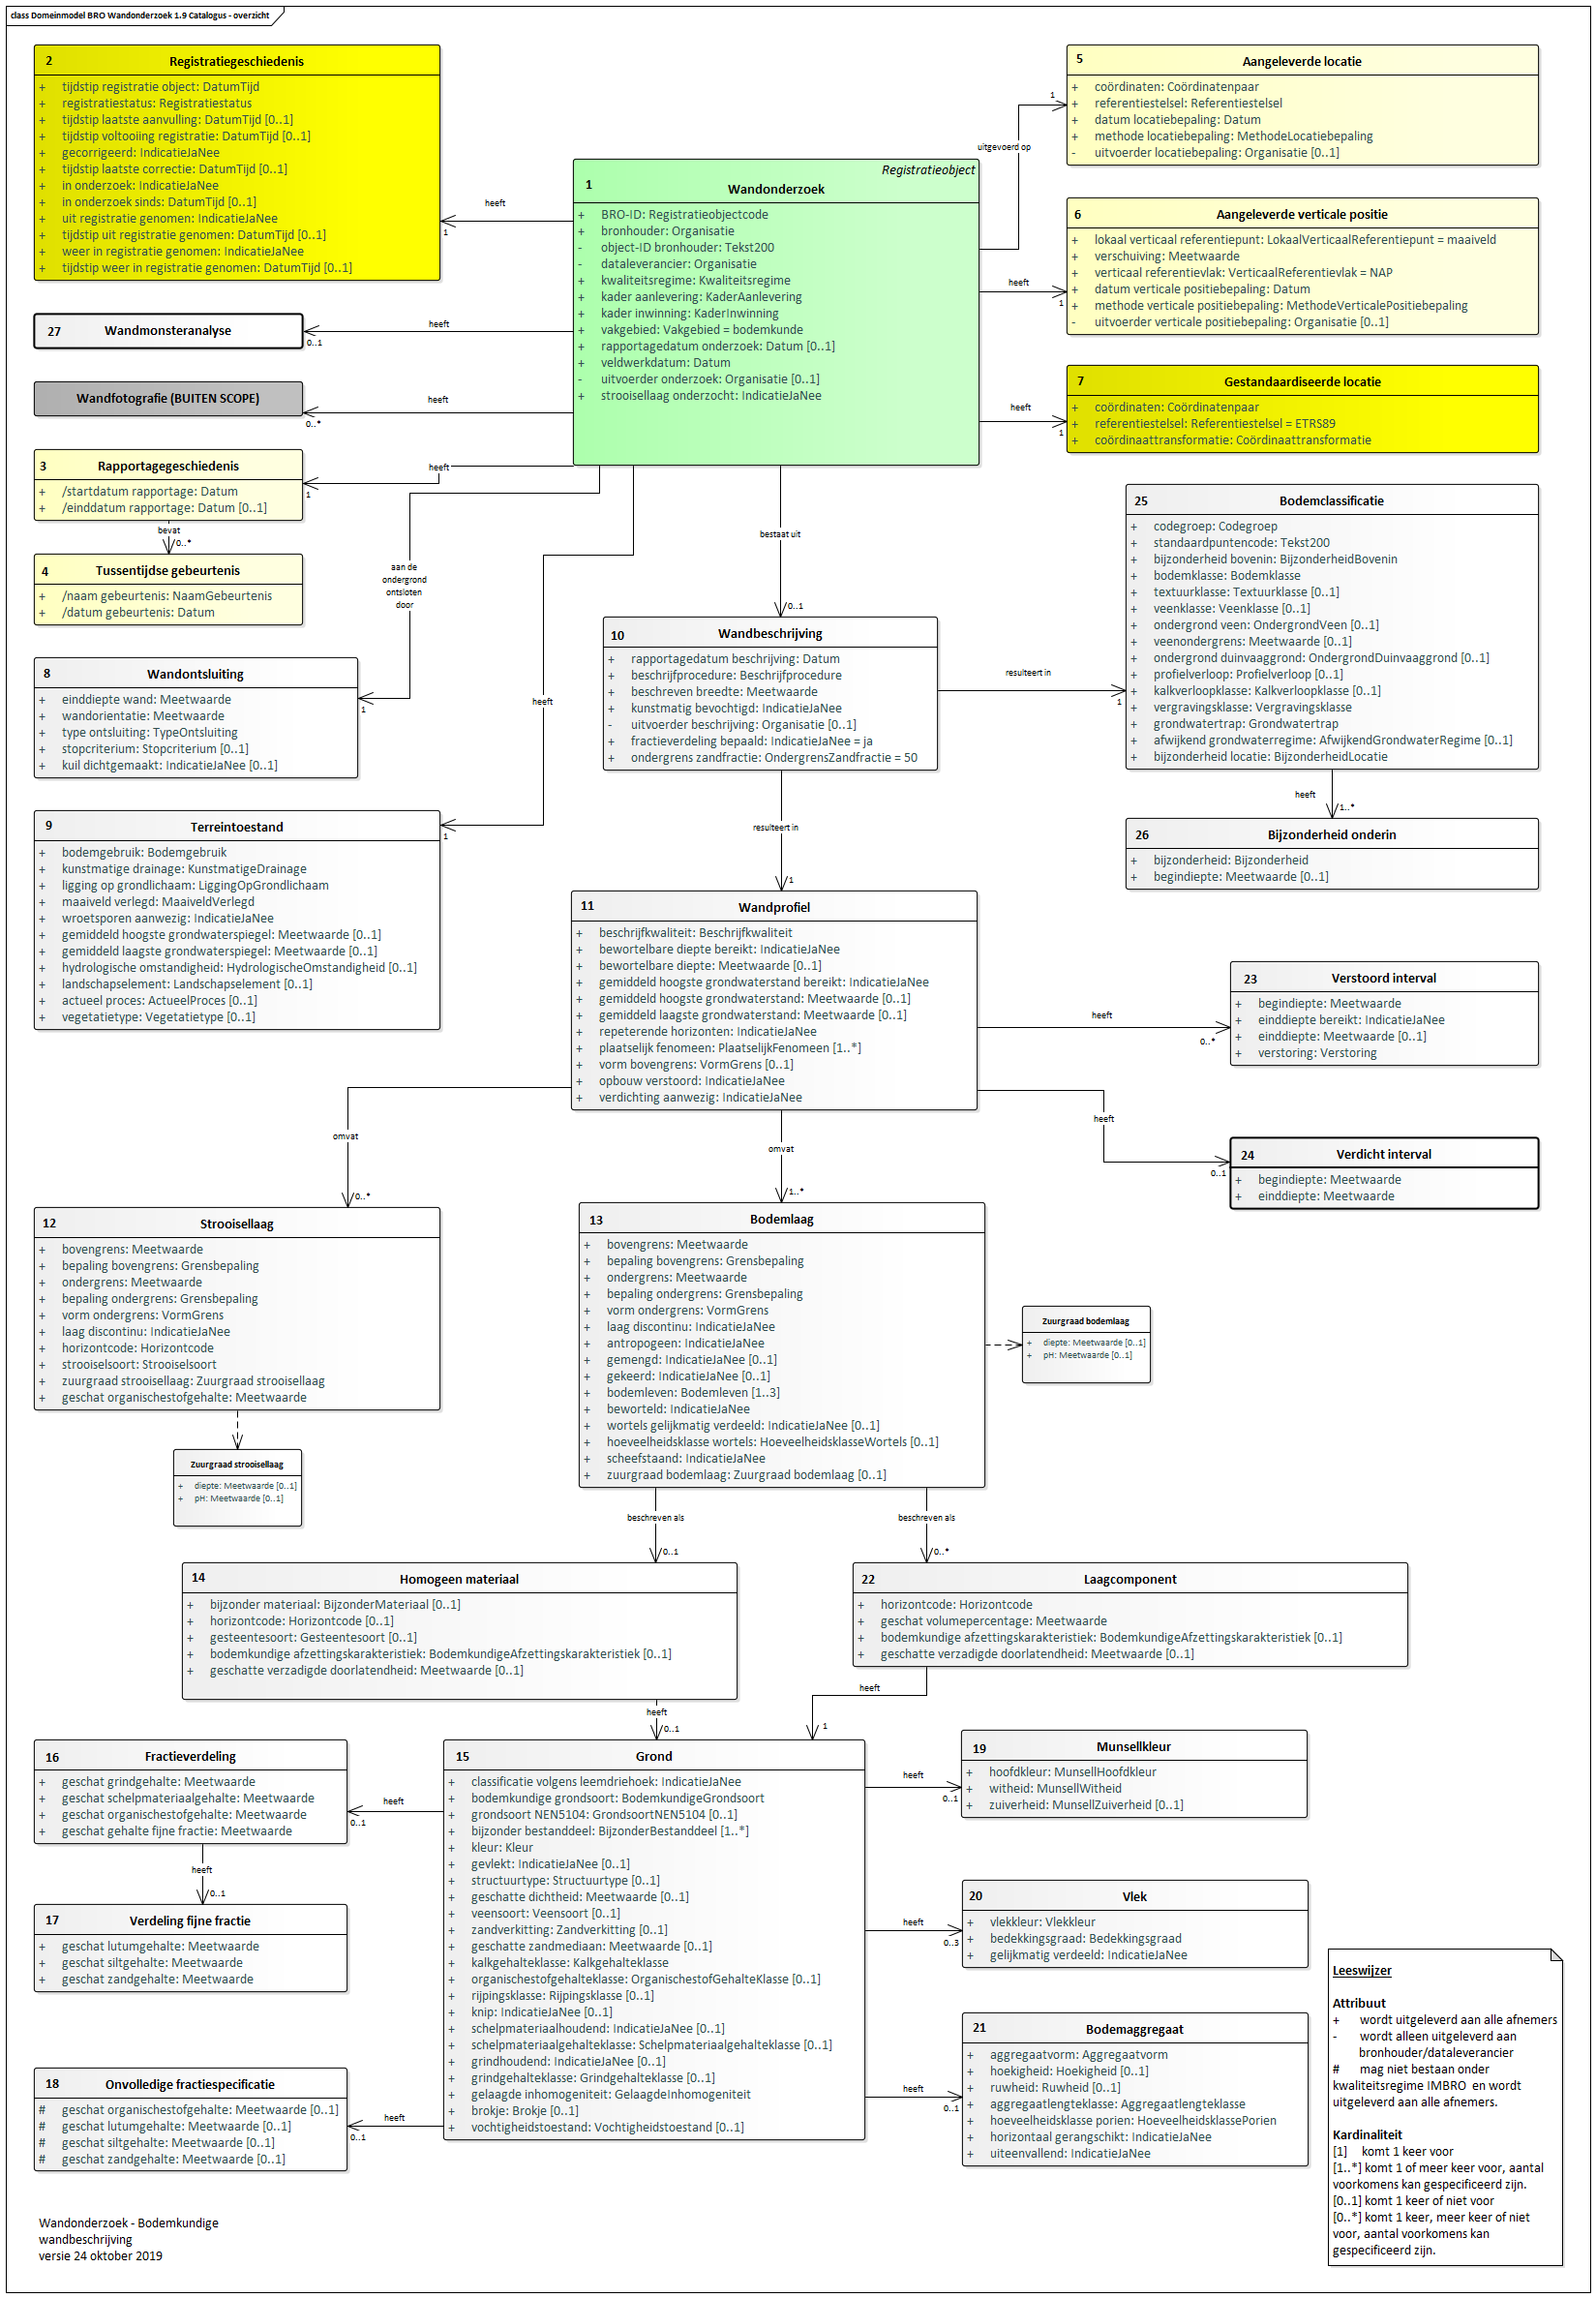 class Domeinmodel BRO Wandonderzoek 1.9 Catalogus - overzicht
2 Registratiegeschiedenis
+ tijdstip registratie object: DatumTijd
+ registratiestatus: Registratiestatus
+ tijdstip laatste aanvulling: DatumTijd [0..1]
+ tijdstip voltooiing registratie: DatumTijd [0..1]
+ gecorrigeerd: IndicatieJaNee
+ tijdstip laatste correctie: DatumTijd [0..1]
+ in onderzoek: IndicatieJaNee
+ in onderzoek sinds: DatumTijd [0..1]
+ uit registratie genomen: IndicatieJaNee
+ tijdstip uit registratie genomen: DatumTijd [0..1]
+ weer in registratie genomen: IndicatieJaNee
+ tijdstip weer in registratie genomen: DatumTijd [0..1]
heeft
1
Registratieobject
1 Wandonderzoek
+ BRO-ID: Registratieobjectcode
+ bronhouder: Organisatie
- object-ID bronhouder: Tekst200
- dataleverancier: Organisatie
+ kwaliteitsregime: Kwaliteitsregime
+ kader aanlevering: KaderAanlevering
+ kader inwinning: KaderInwinning
+ vakgebied: Vakgebied = bodemkunde
+ rapportagedatum onderzoek: Datum [0..1]
+ veldwerkdatum: Datum
- uitvoerder onderzoek: Organisatie [0..1]
+ strooisellaag onderzocht: IndicatieJaNee
uitgevoerd op
1
5 Aangeleverde locatie
+ coördinaten: Coördinatenpaar
+ referentiestelsel: Referentiestelsel
+ datum locatiebepaling: Datum
+ methode locatiebepaling: MethodeLocatiebepaling
- uitvoerder locatiebepaling: Organisatie [0..1]
heeft
1
6 Aangeleverde verticale positie
+ lokaal verticaal referentiepunt: LokaalVerticaalReferentiepunt = maaiveld
+ verschuiving: Meetwaarde
+ verticaal referentievlak: VerticaalReferentievlak = NAP
+ datum verticale positiebepaling: Datum
+ methode verticale positiebepaling: MethodeVerticalePositiebepaling
- uitvoerder verticale positiebepaling: Organisatie [0..1]
heeft
1
7 Gestandaardiseerde locatie
+ coördinaten: Coördinatenpaar
+ referentiestelsel: Referentiestelsel = ETRS89
+ coördinaattransformatie: Coördinaattransformatie
27 Wandmonsteranalyse
heeft
0..1
Wandfotografie (BUITEN SCOPE)
heeft
0..*
3 Rapportagegeschiedenis
+ /startdatum rapportage: Datum
+ /einddatum rapportage: Datum [0..1]
heeft
1
bevat
0..*
4 Tussentijdse gebeurtenis
+ /naam gebeurtenis: NaamGebeurtenis
+ /datum gebeurtenis: Datum
aan de
ondergrond
ontsloten
door
1
8 Wandontsluiting
+ einddiepte wand: Meetwaarde
+ wandorientatie: Meetwaarde
+ type ontsluiting: TypeOntsluiting
+ stopcriterium: Stopcriterium [0..1]
+ kuil dichtgemaakt: IndicatieJaNee [0..1]
heeft
1
9 Terreintoestand
+ bodemgebruik: Bodemgebruik
+ kunstmatige drainage: KunstmatigeDrainage
+ ligging op grondlichaam: LiggingOpGrondlichaam
+ maaiveld verlegd: MaaiveldVerlegd
+ wroetsporen aanwezig: IndicatieJaNee
+ gemiddeld hoogste grondwaterspiegel: Meetwaarde [0..1]
+ gemiddeld laagste grondwaterspiegel: Meetwaarde [0..1]
+ hydrologische omstandigheid: HydrologischeOmstandigheid [0..1]
+ landschapselement: Landschapselement [0..1]
+ actueel proces: ActueelProces [0..1]
+ vegetatietype: Vegetatietype [0..1]
bestaat uit
0..1
10 Wandbeschrijving
+ rapportagedatum beschrijving: Datum
+ beschrijfprocedure: Beschrijfprocedure
+ beschreven breedte: Meetwaarde
+ kunstmatig bevochtigd: IndicatieJaNee
- uitvoerder beschrijving: Organisatie [0..1]
+ fractieverdeling bepaald: IndicatieJaNee = ja
+ ondergrens zandfractie: OndergrensZandfractie = 50
resulteert in
1
25 Bodemclassificatie
+ codegroep: Codegroep
+ standaardpuntencode: Tekst200
+ bijzonderheid bovenin: BijzonderheidBovenin
+ bodemklasse: Bodemklasse
+ textuurklasse: Textuurklasse [0..1]
+ veenklasse: Veenklasse [0..1]
+ ondergrond veen: OndergrondVeen [0..1]
+ veenondergrens: Meetwaarde [0..1]
+ ondergrond duinvaaggrond: OndergrondDuinvaaggrond [0..1]
+ profielverloop: Profielverloop [0..1]
+ kalkverloopklasse: Kalkverloopklasse [0..1]
+ vergravingsklasse: Vergravingsklasse
+ grondwatertrap: Grondwatertrap
+ afwijkend grondwaterregime: AfwijkendGrondwaterRegime [0..1]
+ bijzonderheid locatie: BijzonderheidLocatie
heeft
1..*
26 Bijzonderheid onderin
+ bijzonderheid: Bijzonderheid
+ begindiepte: Meetwaarde [0..1]
resulteert in
1
11 Wandprofiel
+ beschrijfkwaliteit: Beschrijfkwaliteit
+ bewortelbare diepte bereikt: IndicatieJaNee
+ bewortelbare diepte: Meetwaarde [0..1]
+ gemiddeld hoogste grondwaterstand bereikt: IndicatieJaNee
+ gemiddeld hoogste grondwaterstand: Meetwaarde [0..1]
+ gemiddeld laagste grondwaterstand: Meetwaarde [0..1]
+ repeterende horizonten: IndicatieJaNee
+ plaatselijk fenomeen: PlaatselijkFenomeen [1..*]
+ vorm bovengrens: VormGrens [0..1]
+ opbouw verstoord: IndicatieJaNee
+ verdichting aanwezig: IndicatieJaNee
heeft
0..*
23 Verstoord interval
+ begindiepte: Meetwaarde
+ einddiepte bereikt: IndicatieJaNee
+ einddiepte: Meetwaarde [0..1]
+ verstoring: Verstoring
heeft
0..1
24 Verdicht interval
+ begindiepte: Meetwaarde
+ einddiepte: Meetwaarde
omvat
0..*
omvat
1..*
12 Strooisellaag
+ bovengrens: Meetwaarde
+ bepaling bovengrens: Grensbepaling
+ ondergrens: Meetwaarde
+ bepaling ondergrens: Grensbepaling
+ vorm ondergrens: VormGrens
+ laag discontinu: IndicatieJaNee
+ horizontcode: Horizontcode
+ strooiselsoort: Strooiselsoort
+ zuurgraad strooisellaag: Zuurgraad strooisellaag
+ geschat organischestofgehalte: Meetwaarde
Zuurgraad strooisellaag
+ diepte: Meetwaarde [0..1]
+ pH: Meetwaarde [0..1]
13 Bodemlaag
+ bovengrens: Meetwaarde
+ bepaling bovengrens: Grensbepaling
+ ondergrens: Meetwaarde
+ bepaling ondergrens: Grensbepaling
+ vorm ondergrens: VormGrens
+ laag discontinu: IndicatieJaNee
+ antropogeen: IndicatieJaNee
+ gemengd: IndicatieJaNee [0..1]
+ gekeerd: IndicatieJaNee [0..1]
+ bodemleven: Bodemleven [1..3]
+ beworteld: IndicatieJaNee
+ wortels gelijkmatig verdeeld: IndicatieJaNee [0..1]
+ hoeveelheidsklasse wortels: HoeveelheidsklasseWortels [0..1]
+ scheefstaand: IndicatieJaNee
+ zuurgraad bodemlaag: Zuurgraad bodemlaag [0..1]
Zuurgraad bodemlaag
+ diepte: Meetwaarde [0..1]
+ pH: Meetwaarde [0..1]
beschreven als
0..1
beschreven als
0..*
14 Homogeen materiaal
+ bijzonder materiaal: BijzonderMateriaal [0..1]
+ horizontcode: Horizontcode [0..1]
+ gesteentesoort: Gesteentesoort [0..1]
+ bodemkundige afzettingskarakteristiek: BodemkundigeAfzettingskarakteristiek [0..1]
+ geschatte verzadigde doorlatendheid: Meetwaarde [0..1]
22 Laagcomponent
+ horizontcode: Horizontcode
+ geschat volumepercentage: Meetwaarde
+ bodemkundige afzettingskarakteristiek: BodemkundigeAfzettingskarakteristiek [0..1]
+ geschatte verzadigde doorlatendheid: Meetwaarde [0..1]
heeft
0..1
heeft
1
16 Fractieverdeling
+ geschat grindgehalte: Meetwaarde
+ geschat schelpmateriaalgehalte: Meetwaarde
+ geschat organischestofgehalte: Meetwaarde
+ geschat gehalte fijne fractie: Meetwaarde
heeft
0..1
heeft
0..1
17 Verdeling fijne fractie
+ geschat lutumgehalte: Meetwaarde
+ geschat siltgehalte: Meetwaarde
+ geschat zandgehalte: Meetwaarde
18 Onvolledige fractiespecificatie
# geschat organischestofgehalte: Meetwaarde [0..1]
# geschat lutumgehalte: Meetwaarde [0..1]
# geschat siltgehalte: Meetwaarde [0..1]
# geschat zandgehalte: Meetwaarde [0..1]
heeft
0..1
15 Grond
+ classificatie volgens leemdriehoek: IndicatieJaNee
+ bodemkundige grondsoort: BodemkundigeGrondsoort
+ grondsoort NEN5104: GrondsoortNEN5104 [0..1]
+ bijzonder bestanddeel: BijzonderBestanddeel [1..*]
+ kleur: Kleur
+ gevlekt: IndicatieJaNee [0..1]
+ structuurtype: Structuurtype [0..1]
+ geschatte dichtheid: Meetwaarde [0..1]
+ veensoort: Veensoort [0..1]
+ zandverkitting: Zandverkitting [0..1]
+ geschatte zandmediaan: Meetwaarde [0..1]
+ kalkgehalteklasse: Kalkgehalteklasse
+ organischestofgehalteklasse: OrganischestofGehalteKlasse [0..1]
+ rijpingsklasse: Rijpingsklasse [0..1]
+ knip: IndicatieJaNee [0..1]
+ schelpmateriaalhoudend: IndicatieJaNee [0..1]
+ schelpmateriaalgehalteklasse: Schelpmateriaalgehalteklasse [0..1]
+ grindhoudend: IndicatieJaNee [0..1]
+ grindgehalteklasse: Grindgehalteklasse [0..1]
+ gelaagde inhomogeniteit: GelaagdeInhomogeniteit
+ brokje: Brokje [0..1]
+ vochtigheidstoestand: Vochtigheidstoestand [0..1]
heeft
0..1
19 Munsellkleur
+ hoofdkleur: MunsellHoofdkleur
+ witheid: MunsellWitheid
+ zuiverheid: MunsellZuiverheid [0..1]
heeft
0..3
20 Vlek
+ vlekkleur: Vlekkleur
+ bedekkingsgraad: Bedekkingsgraad
+ gelijkmatig verdeeld: IndicatieJaNee
heeft
0..1
21 Bodemaggregaat
+ aggregaatvorm: Aggregaatvorm
+ hoekigheid: Hoekigheid [0..1]
+ ruwheid: Ruwheid [0..1]
+ aggregaatlengteklasse: Aggregaatlengteklasse
+ hoeveelheidsklasse porien: HoeveelheidsklassePorien
+ horizontaal gerangschikt: IndicatieJaNee
+ uiteenvallend: IndicatieJaNee
Leeswijzer
Attribuut
+ wordt uitgeleverd aan alle afnemers
- wordt alleen uitgeleverd aan
bronhouder/dataleverancier
# mag niet bestaan onder
kwaliteitsregime IMBRO en wordt
uitgeleverd aan alle afnemers.
Kardinaliteit
[1] komt 1 keer voor
[1..*] komt 1 of meer keer voor, aantal
voorkomens kan gespecificeerd zijn.
[0..1] komt 1 keer of niet voor
[0..*] komt 1 keer, meer keer of niet
voor, aantal voorkomens kan
gespecificeerd zijn.
Wandonderzoek - Bodemkundige
wandbeschrijving
versie 24 oktober 2019